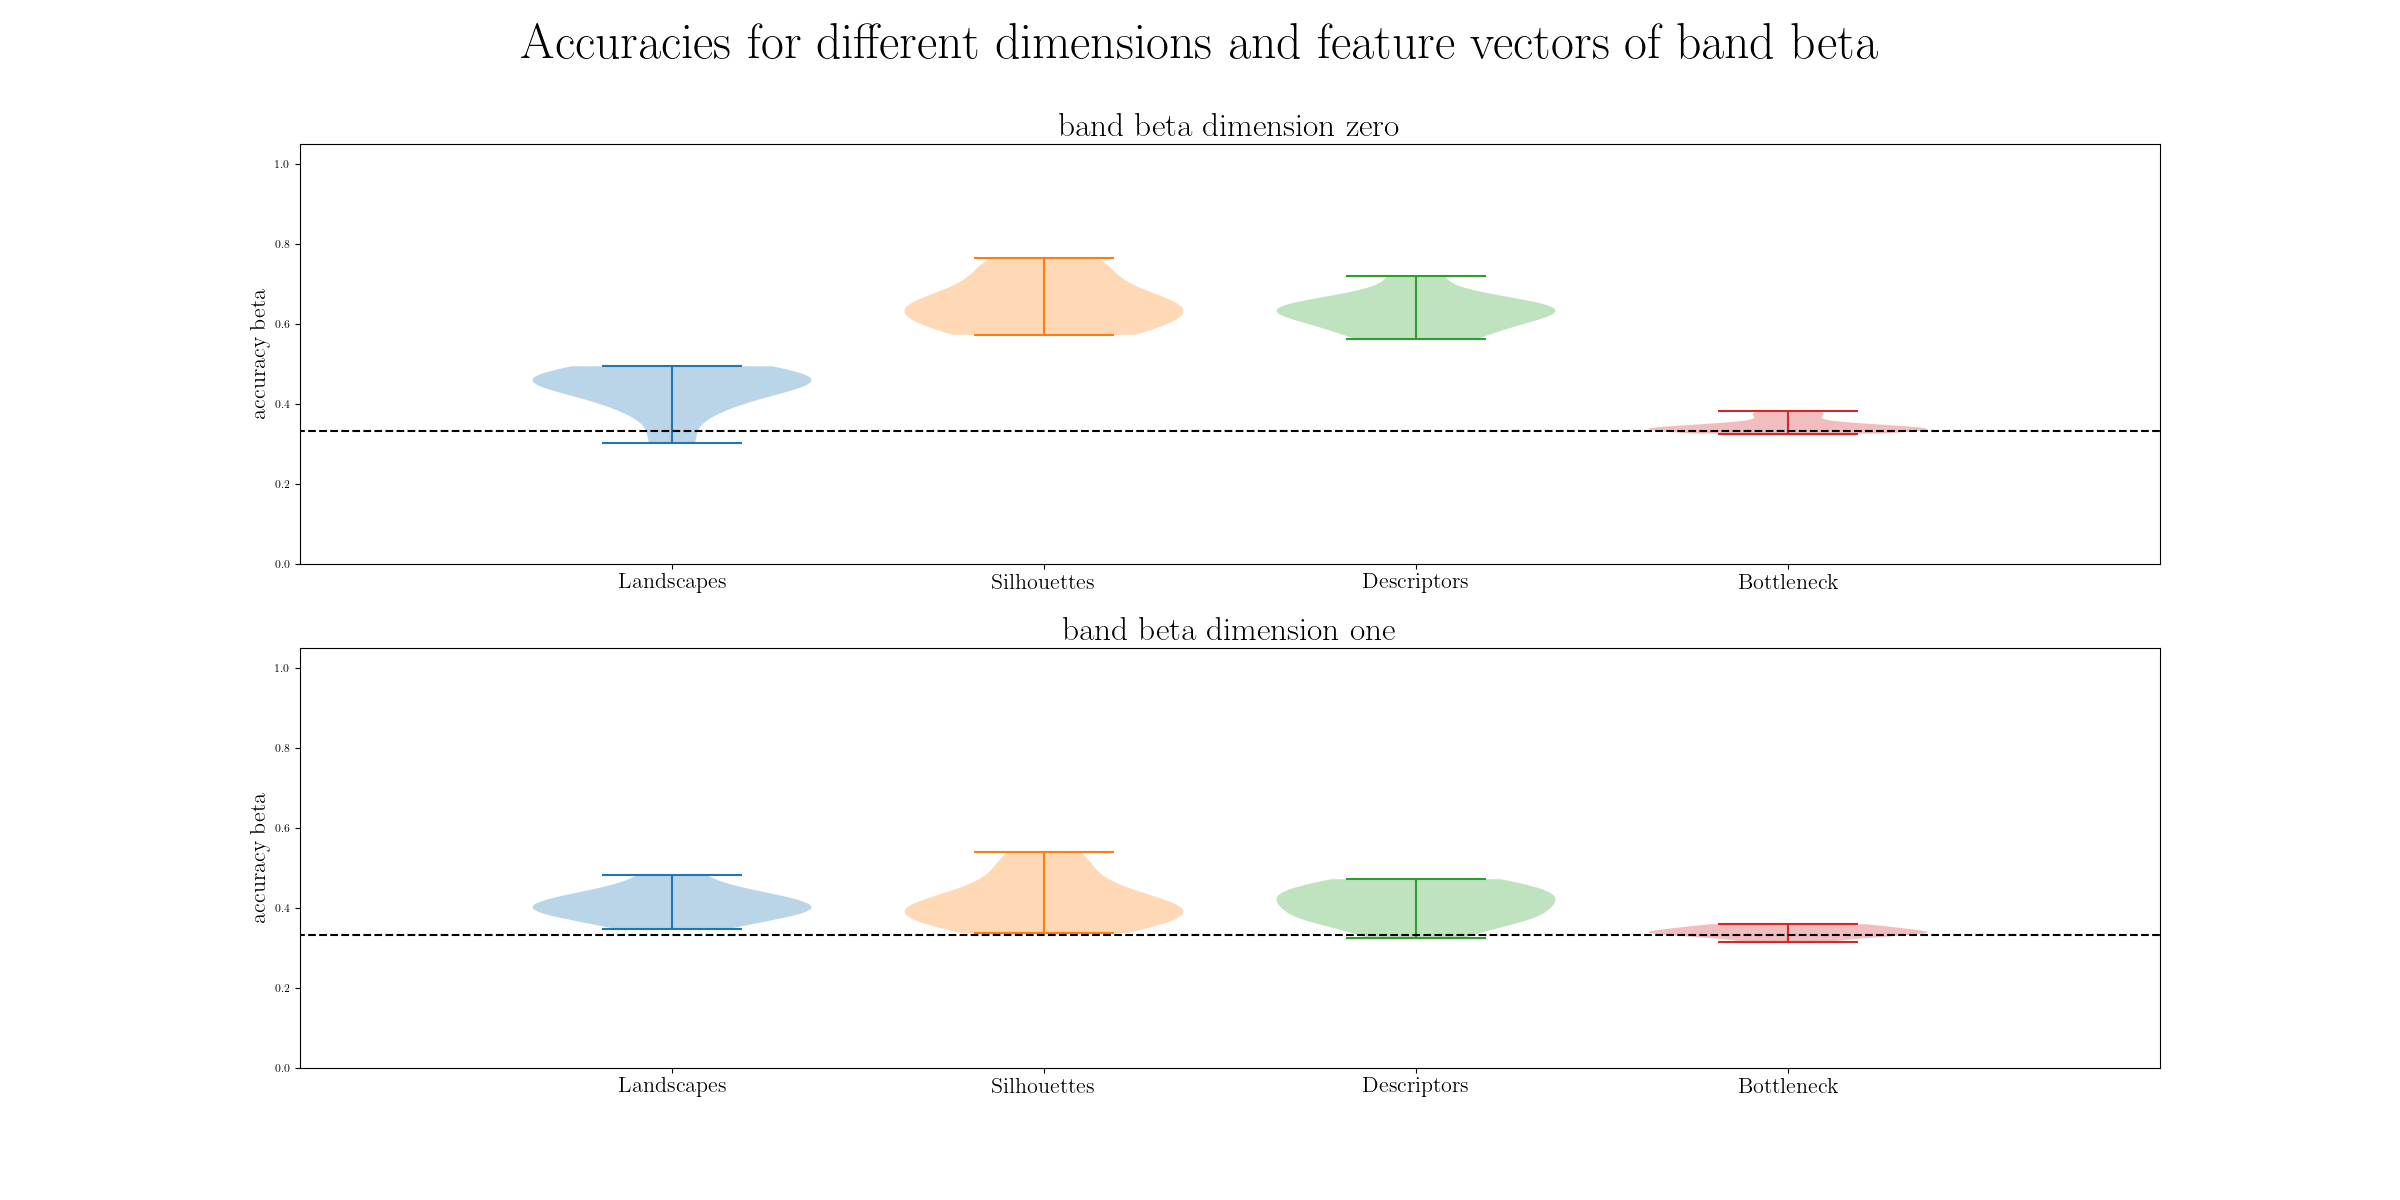 Accuracies for different dimensions and feature vectors of band beta
band beta dimension zero
accuracy beta
1.0
0.8
0.6
0.4
0.2
0.0
Landscapes Silhouettes Descriptors Bottleneck
band beta dimension one
accuracy beta
1.0
0.8
0.6
0.4
0.2
0.0
Landscapes Silhouettes Descriptors Bottleneck